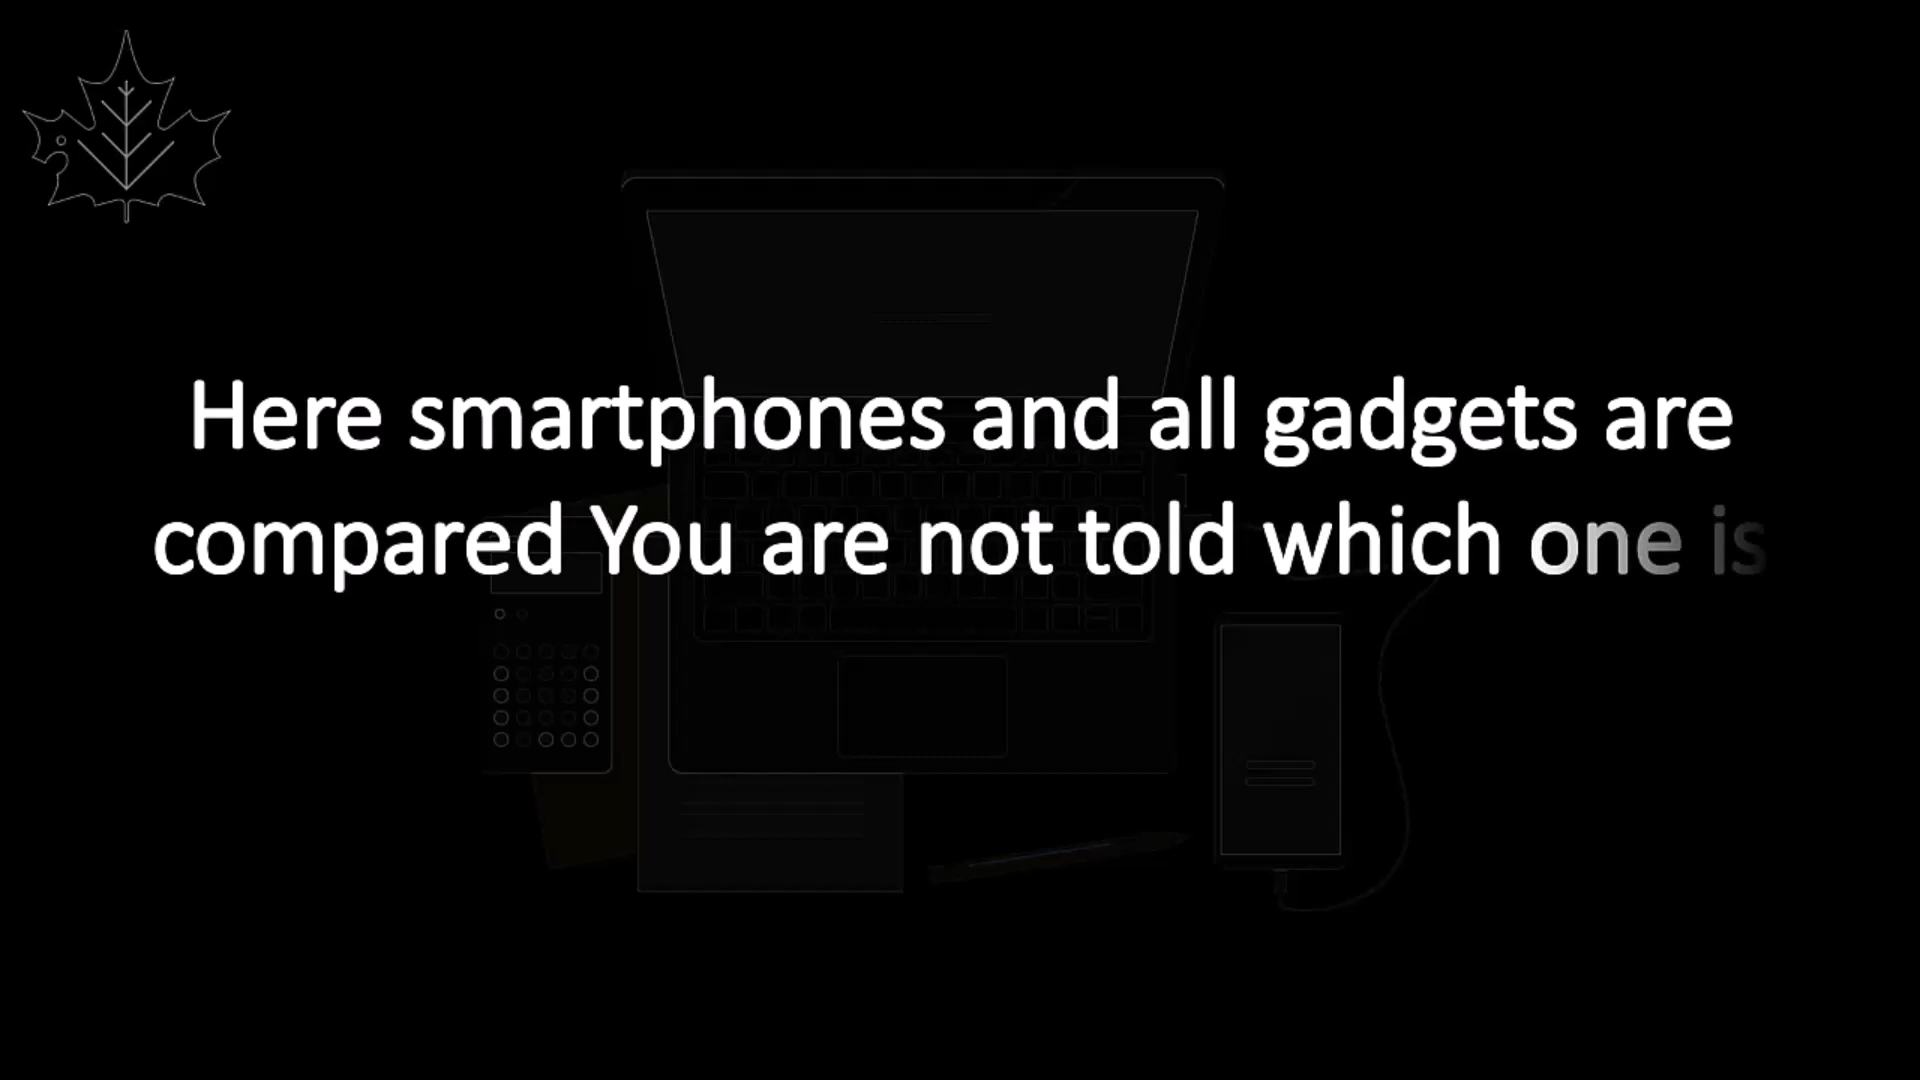 Here smartphones and all gadgets are
compared You are not told which one is